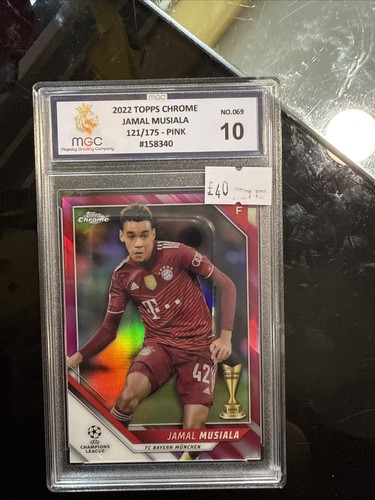 MGC
2022 TOPPS CHROME
JAMAL MUSIALA
121/175 - PINK
#158340
NO.069
10
MGC
Majesty Grading Company
£40
F
Topps
Chrome
T
42
CHAMPIONS
LEAGUE
JAMAL MUSIALA
FC BAYERN MÜNCHEN